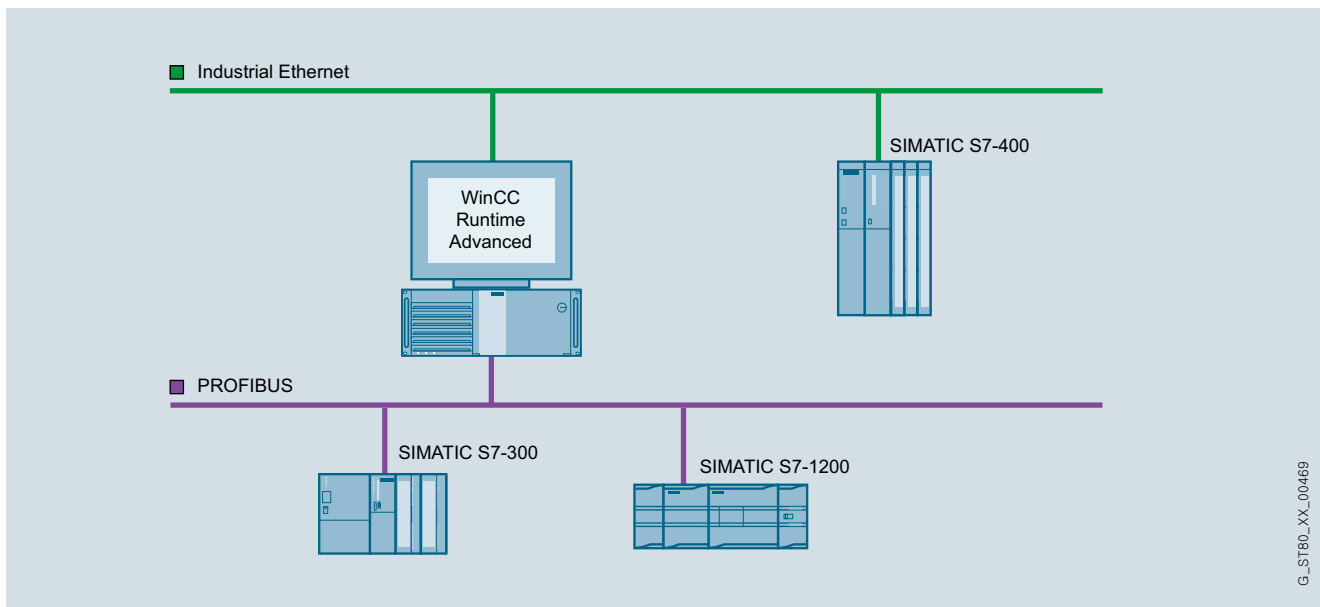 Industrial Ethernet
SIMATIC S7-400
WinCC
Runtime
Advanced
PROFIBUS
SIMATIC S7-300
SIMATIC S7-1200
G_ST80_XX_00469